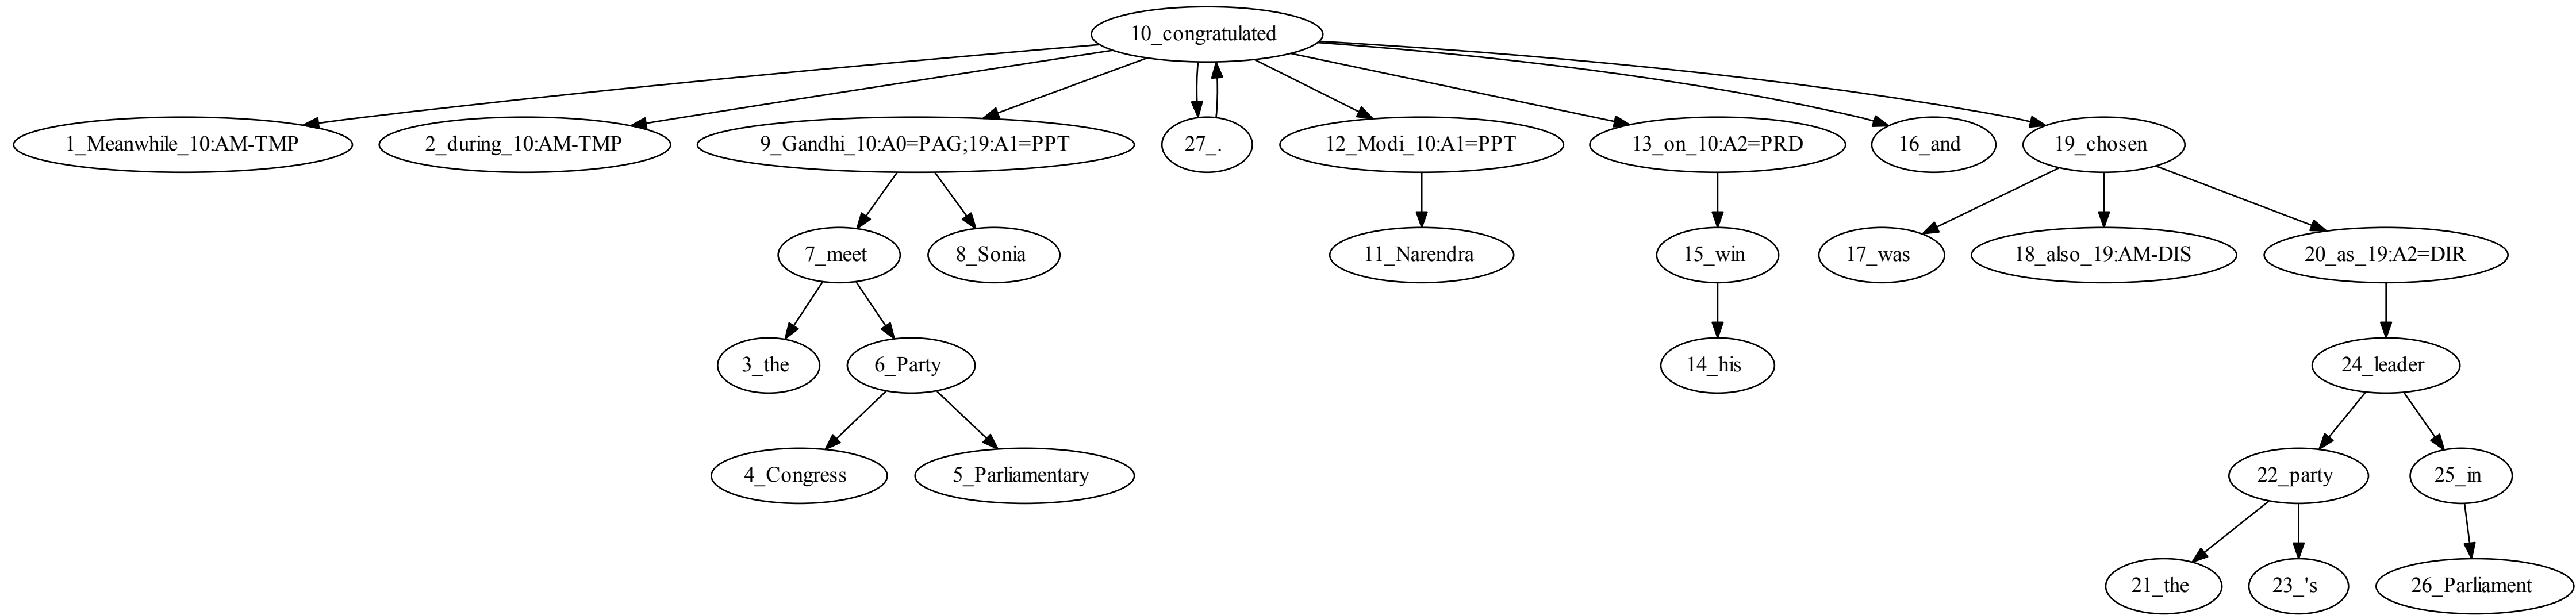 10_congratulated
1_Meanwhile_10:AM-TMP
2_during_10:AM-TMP
9_Gandhi_10:A0=PAG;19:A1=PPT
27_.
12_Modi_10:A1=PPT
13_on_10:A2=PRD
16_and
19_chosen
7_meet
8_Sonia
11_Narendra
15_win
17_was
18_also_19:AM-DIS
20_as_19:A2=DIR
3_the
6_Party
14_his
24_leader
4_Congress
5_Parliamentary
22_party
25_in
21_the
23_'s
26_Parliament